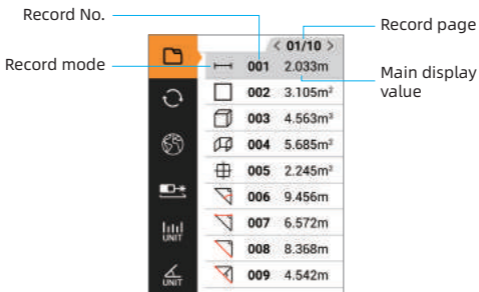 Record No.
< 01/10 >
Record page
Record mode
001 2.033m
Main display
value
002 3.105m²
003 4.563m³
004 5.685m²
005 2.245m²
006 9.456m
UNIT
007 6.572m
008 8.368m
UNIT
009 4.542m